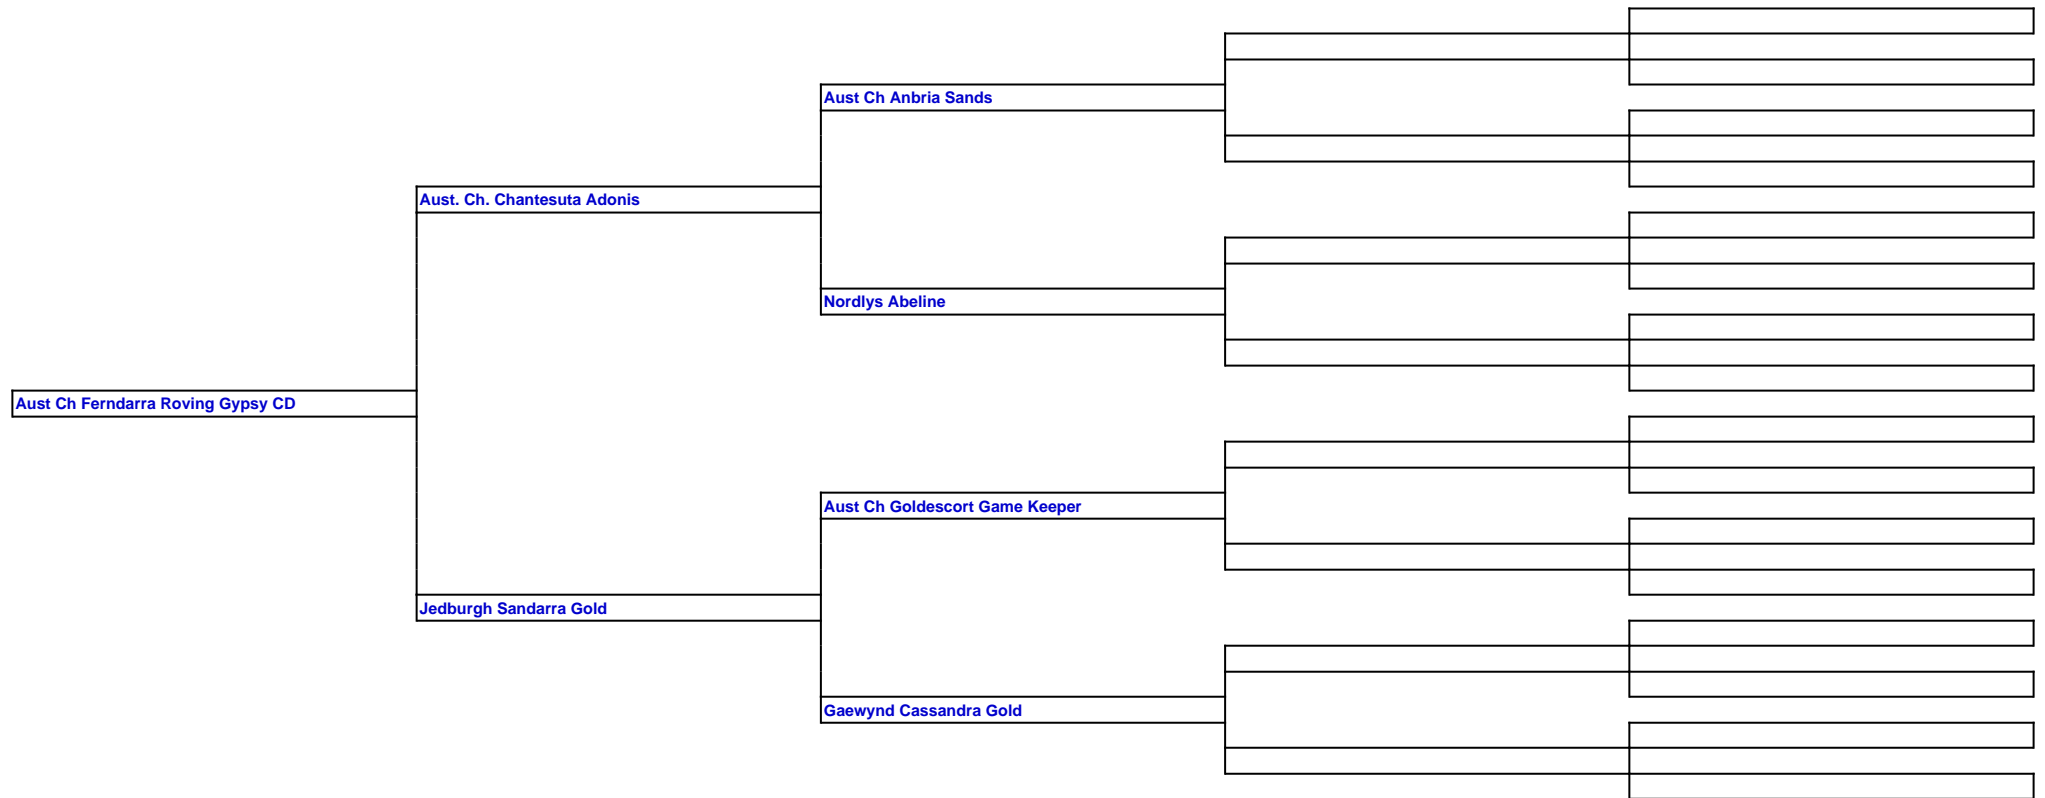 Aust Ch Anbria Sands
Aust. Ch. Chantesuta Adonis
Nordlys Abeline
Aust Ch Ferndarra Roving Gypsy CD
Aust Ch Goldescort Game Keeper
Jedburgh Sandarra Gold
Gaewynd Cassandra Gold